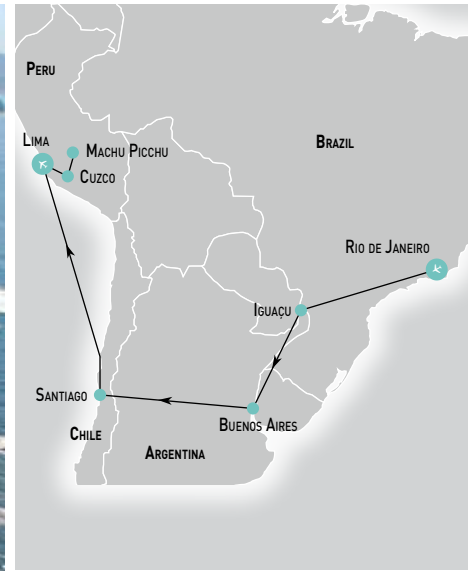 PERU
LIMA
MACHU PICCHU
CUZCO
BRAZIL
RIO DE JANEIRO
IGUAÇU
SANTIAGO
BUENOS AIRES
CHILE
ARGENTINA